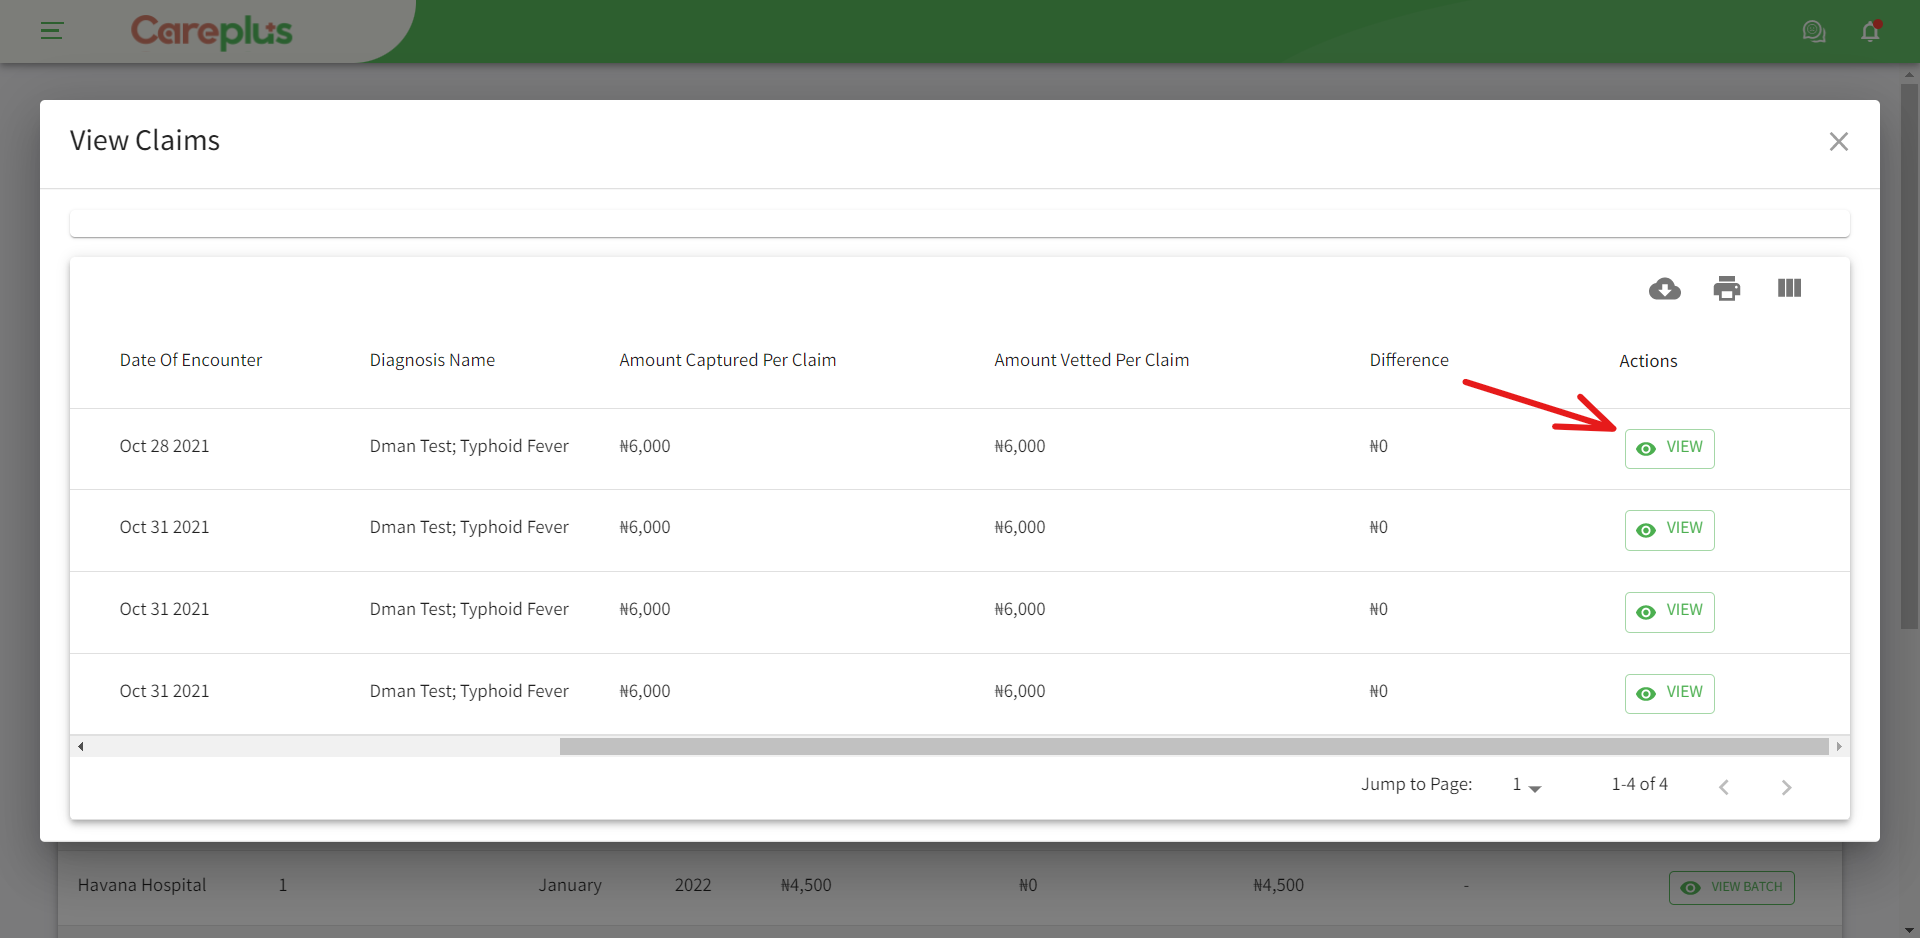 Careplus
View Claims
Date Of Encounter Diagnosis Name Amount Captured Per Claim Amount Vetted Per Claim Difference Actions
Oct 28 2021 Dman Test; Typhoid Fever ₦6,000 ₦6,000 ₦0 VIEW
Oct 31 2021 Dman Test; Typhoid Fever ₦6,000 ₦6,000 ₦0 VIEW
Oct 31 2021 Dman Test; Typhoid Fever ₦6,000 ₦6,000 ₦0 VIEW
Oct 31 2021 Dman Test; Typhoid Fever ₦6,000 ₦6,000 ₦0 VIEW
Jump to Page: 1 1-4 of 4
Havana Hospital 1 January 2022 ₦4,500 ₦0 ₦4,500 - VIEW BATCH